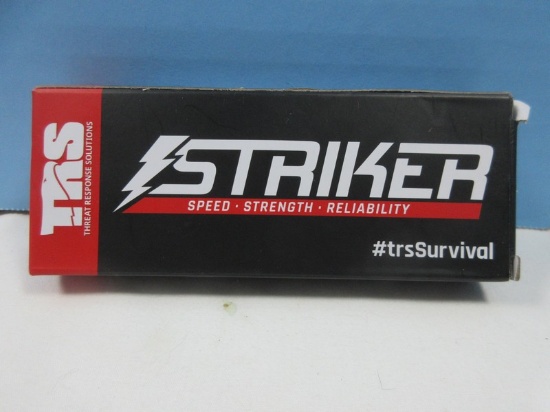 TRS
THREAT RESPONSE SOLUTIONS
STRIKER
SPEED · STRENGTH · RELIABILITY
#trsSurvival